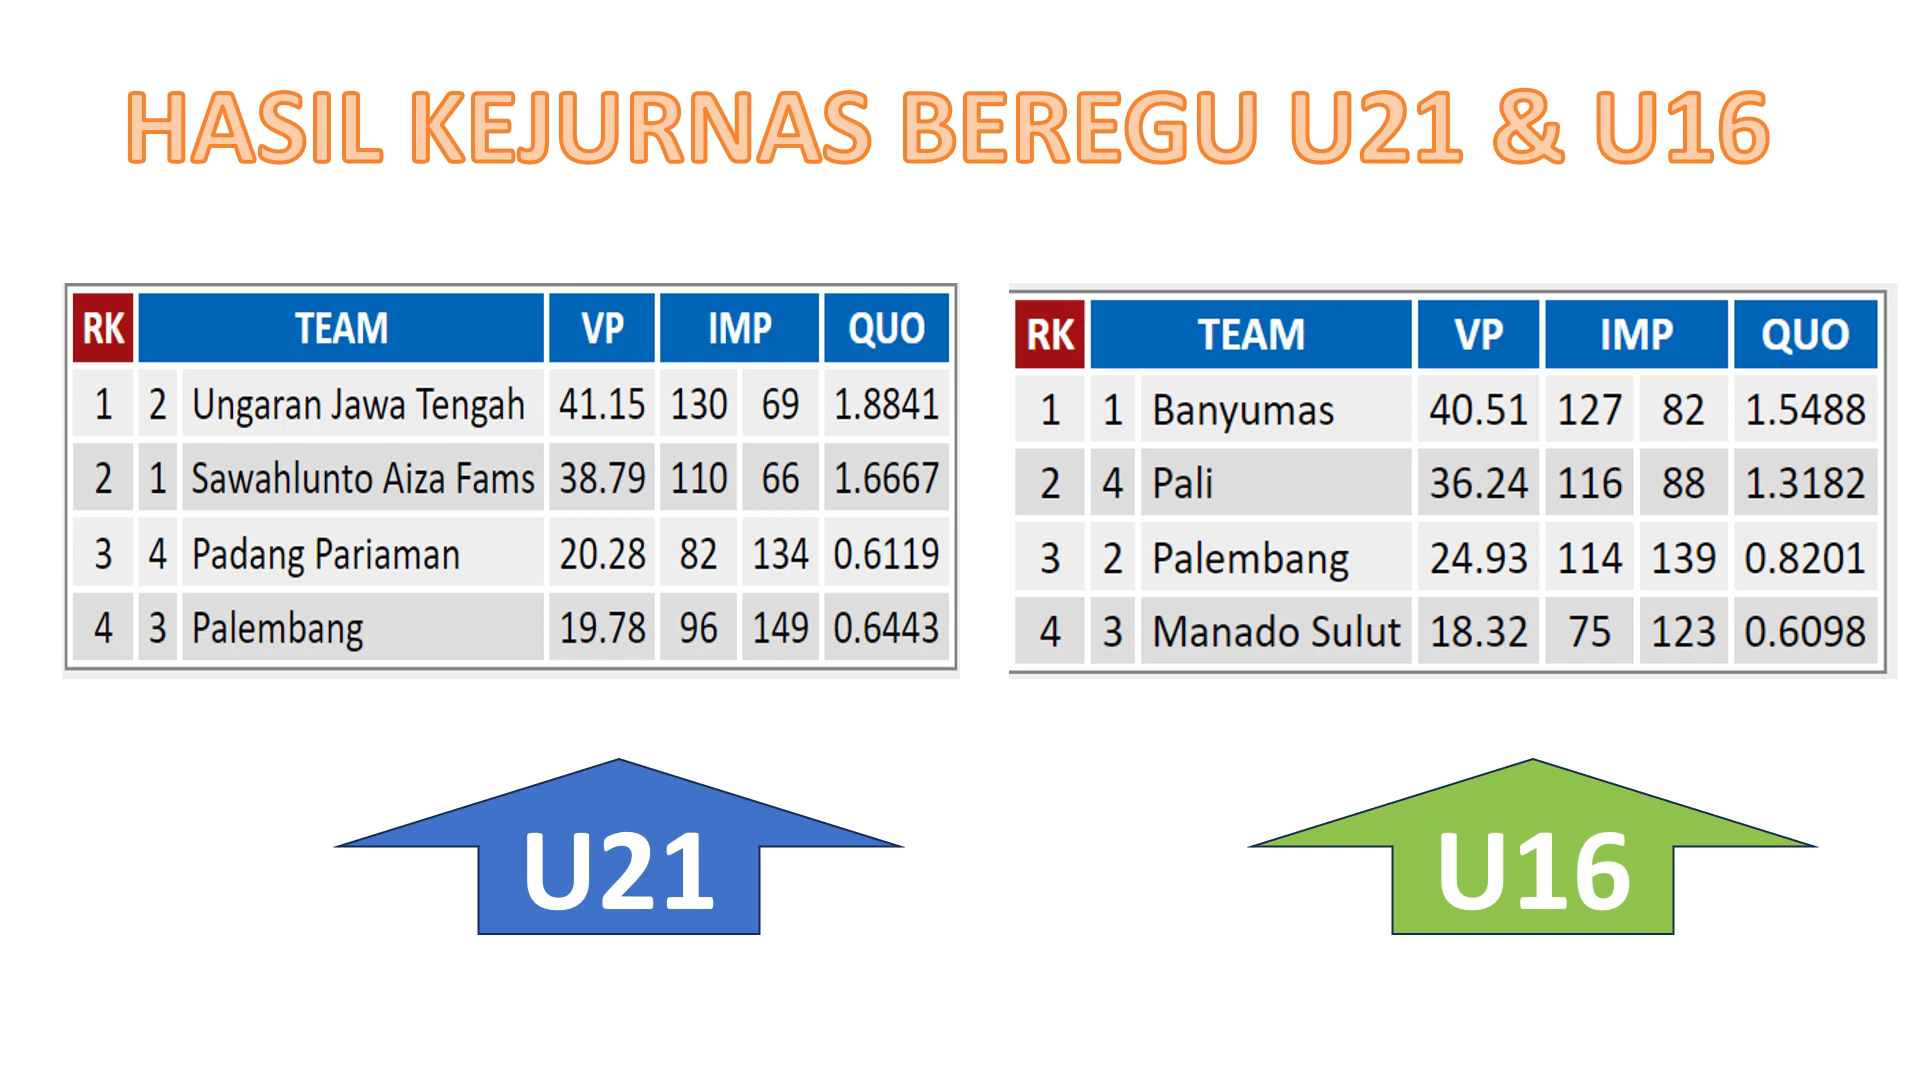 HASIL KEJURNAS BEREGU U21 & U16
RK TEAM VP IMP QUO
1 2 Ungaran Jawa Tengah 41.15 130 69 1.8841
2 1 Sawahlunto Aiza Fams 38.79 110 66 1.6667
3 4 Padang Pariaman 20.28 82 134 0.6119
4 3 Palembang 19.78 96 149 0.6443
RK TEAM VP IMP QUO
1 1 Banyumas 40.51 127 82 1.5488
2 4 Pali 36.24 116 88 1.3182
3 2 Palembang 24.93 114 139 0.8201
4 3 Manado Sulut 18.32 75 123 0.6098
U21
U16